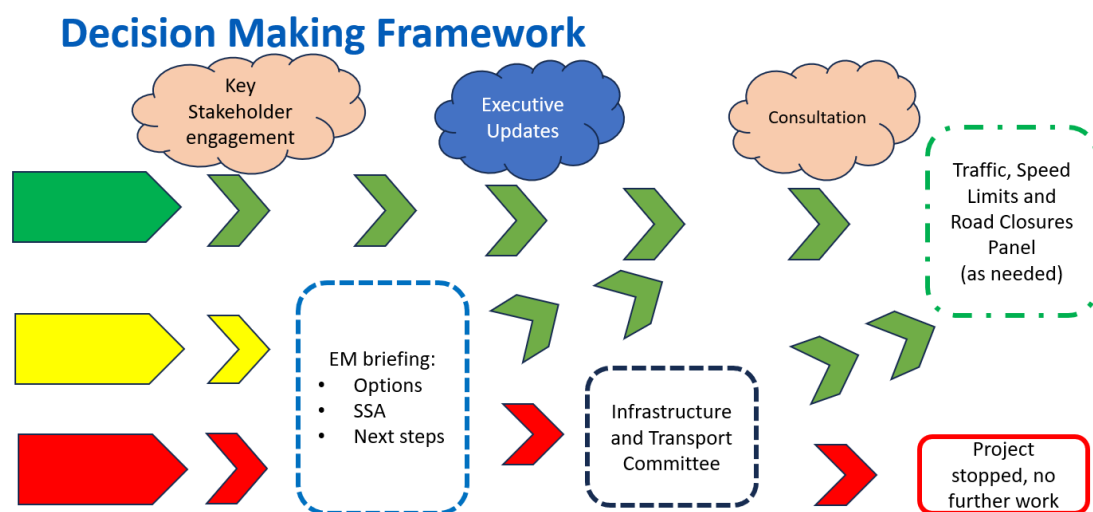 Decision Making Framework
Key
Stakeholder
engagement
Executive
Updates
Consultation
Traffic, Speed
Limits and
Road Closures
Panel
(as needed)
EM briefing:
• Options
• SSA
• Next steps
Infrastructure
and Transport
Committee
Project
stopped, no
further work